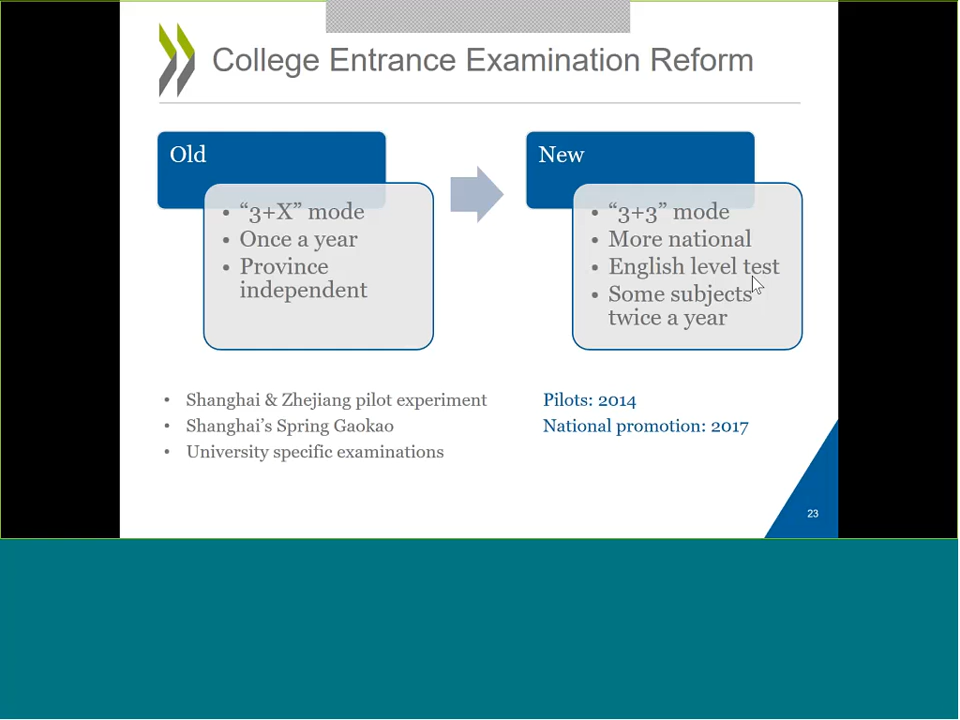 College Entrance Examination Reform
Old
• “3+X” mode
• Once a year
• Province
independent
New
• “3+3” mode
• More national
• English level test
• Some subjects
twice a year
• Shanghai & Zhejiang pilot experiment
• Shanghai’s Spring Gaokao
• University specific examinations
Pilots: 2014
National promotion: 2017
23